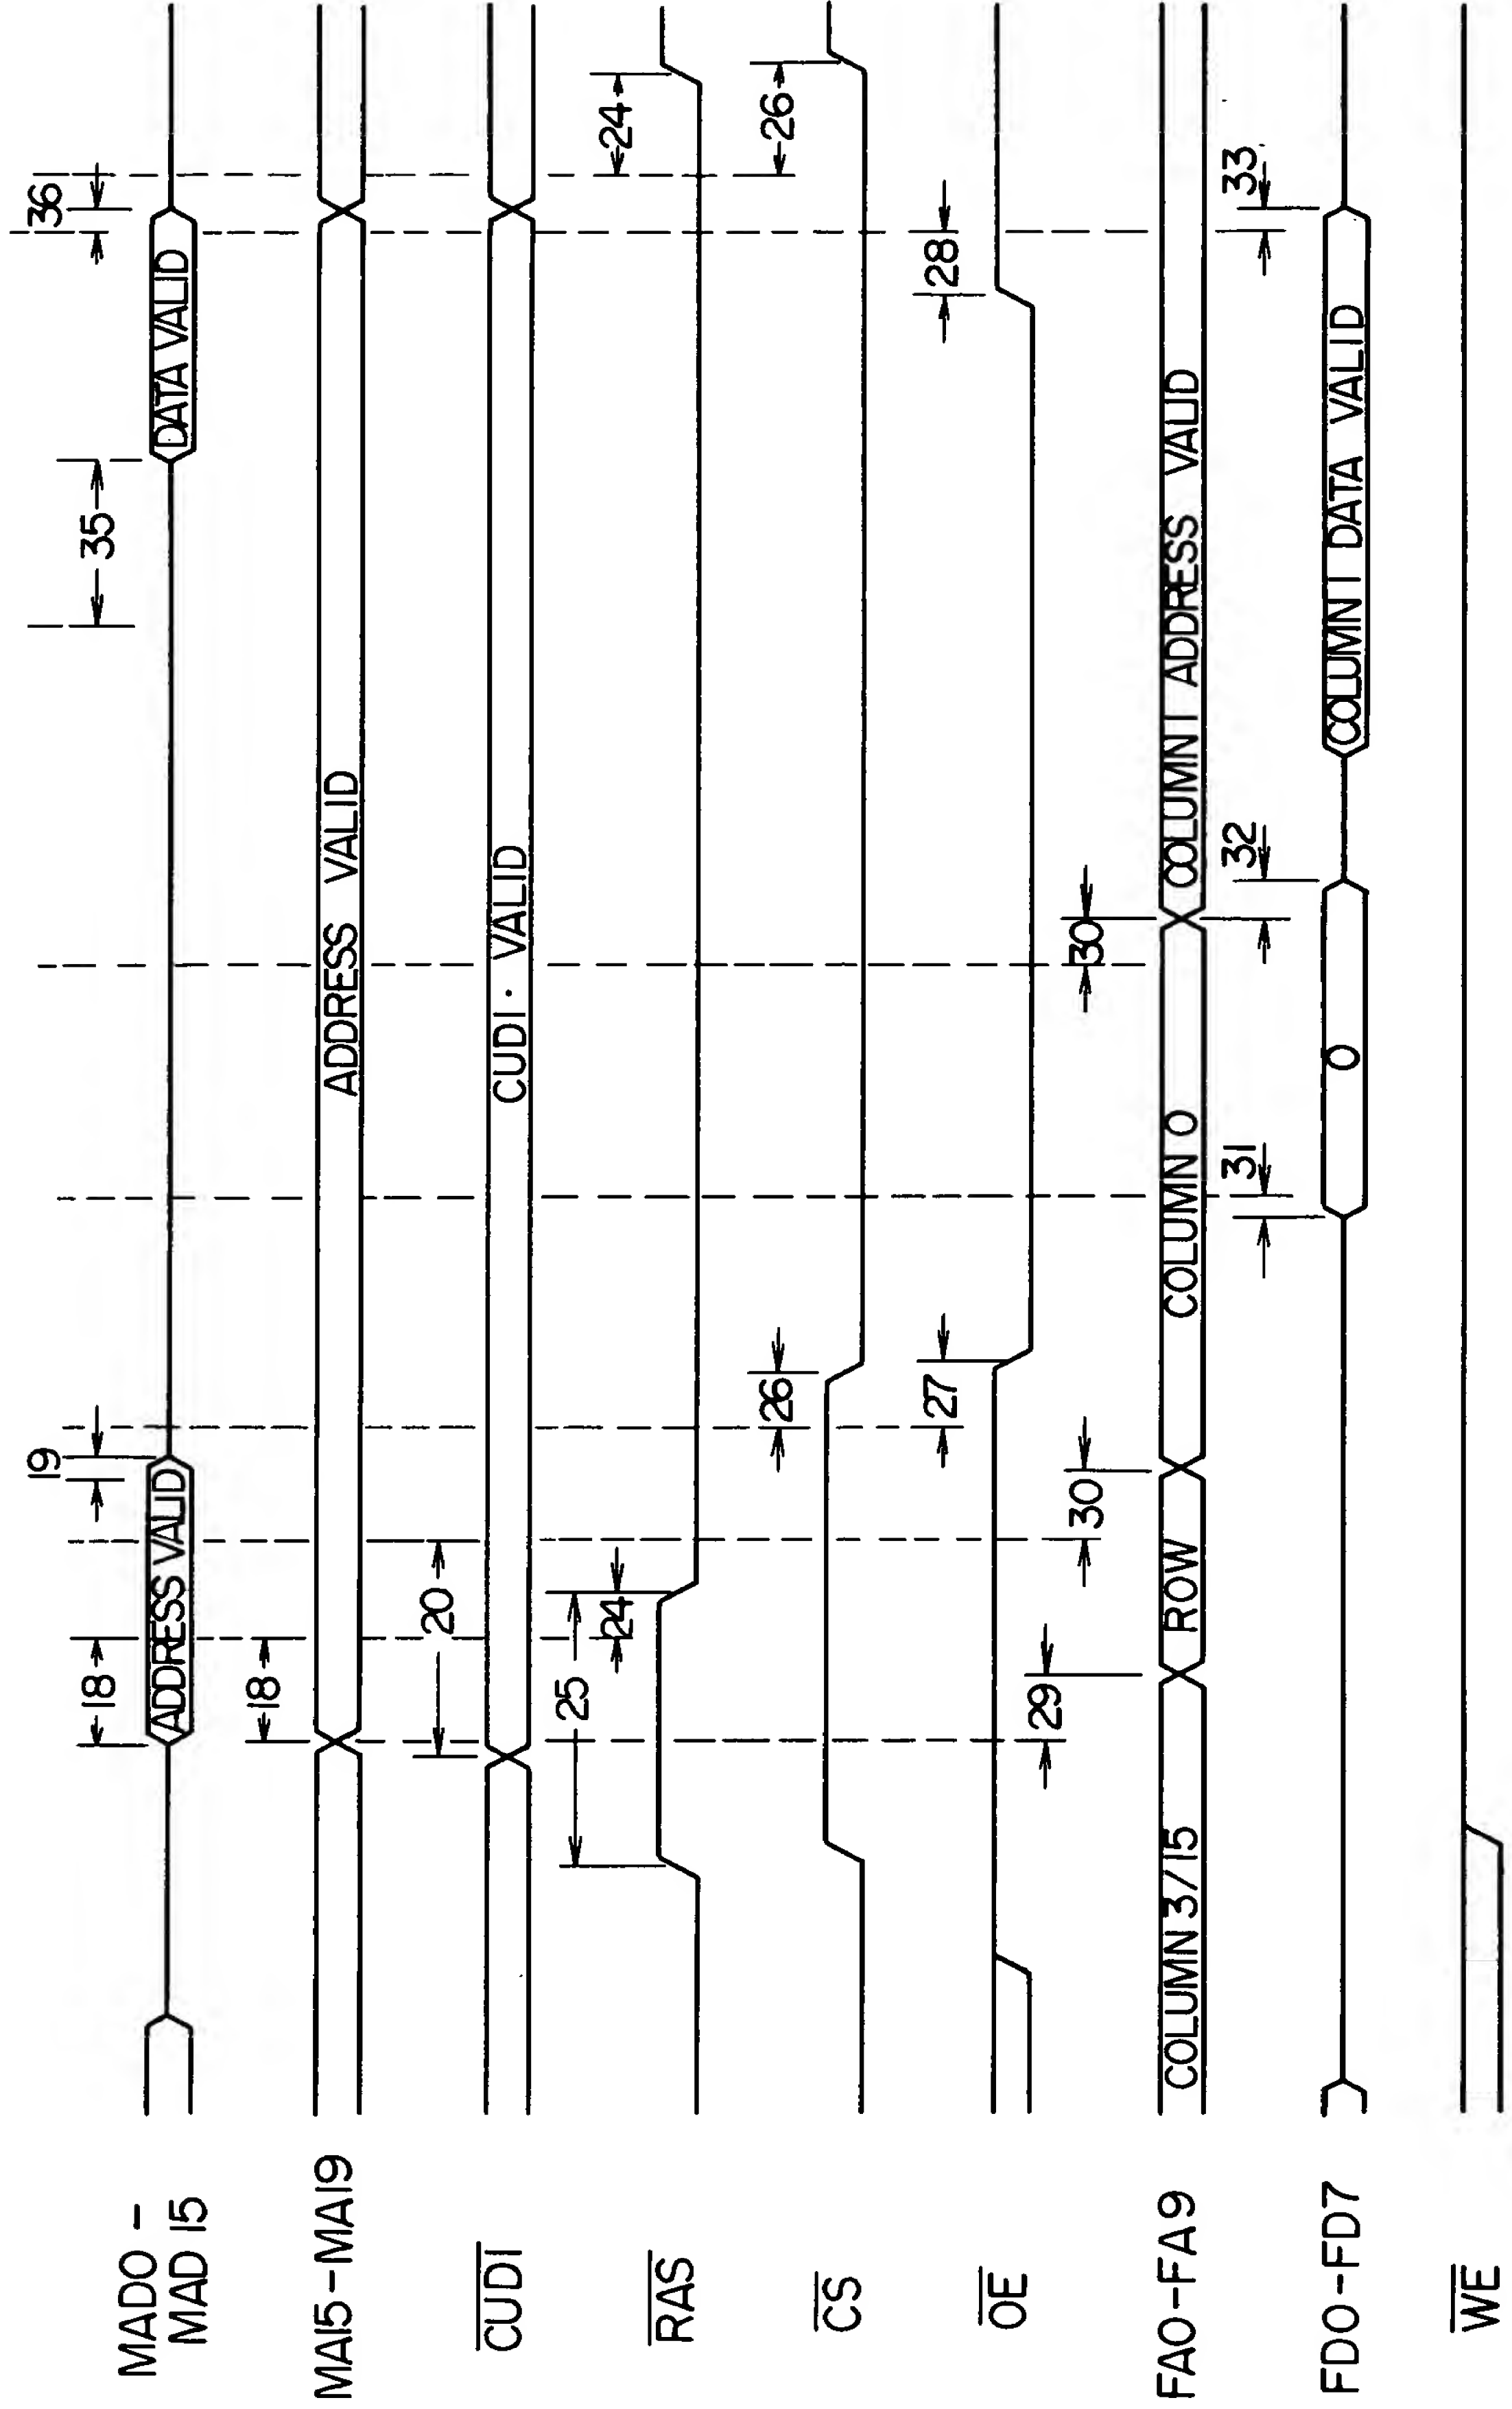 MAD0 –
MAD 15
18
ADDRESS VALID
19
35
DATA VALID
36
MA15-MA19
18
ADDRESS VALID
CUD1
20
CUD1 · VALID
RAS
25
24
24
CS
26
26
OE
27
28
FA0-FA9
29
30
30
COLUMN 3/15
ROW
COLUMN 0
COLUMN 1 ADDRESS VALID
FD0-FD7
31
32
33
0
COLUMN 1 DATA VALID
WE